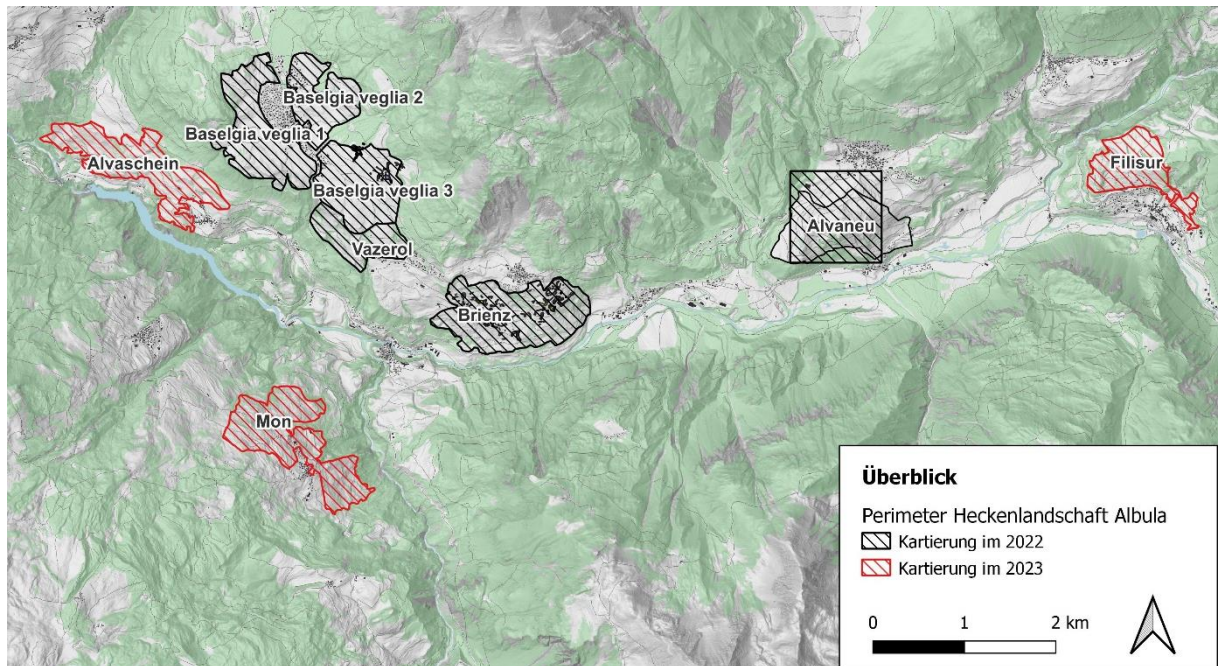 Baselgia veglia 2
Baselgia veglia 1
Alvaschein
Filisur
Baselgia veglia 3
Alvaneu
Vazerol
Brienz
Mon
Überblick
Perimeter Heckenlandschaft Albula
Kartierung im 2022
Kartierung im 2023
0 1 2 km